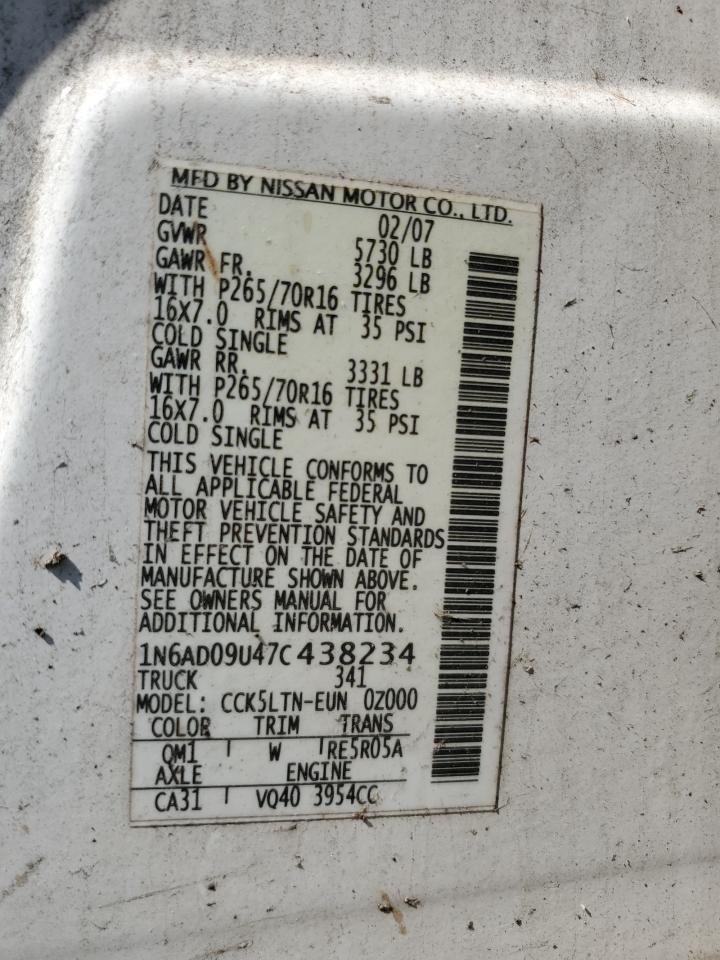 MFD BY NISSAN MOTOR CO., LTD.
DATE 02/07
GVWR 5730 LB
GAWR FR. 3296 LB
WITH P265/70R16 TIRES
16X7.0 RIMS AT 35 PSI
COLD SINGLE
GAWR RR. 3331 LB
WITH P265/70R16 TIRES
16X7.0 RIMS AT 35 PSI
COLD SINGLE
THIS VEHICLE CONFORMS TO
ALL APPLICABLE FEDERAL
MOTOR VEHICLE SAFETY AND
THEFT PREVENTION STANDARDS
IN EFFECT ON THE DATE OF
MANUFACTURE SHOWN ABOVE.
SEE OWNERS MANUAL FOR
ADDITIONAL INFORMATION.
1N6AD09U47C438234
TRUCK 341
MODEL: CCK5LTN-EUN 0Z000
COLOR TRIM TRANS
QM1 W RE5R05A
AXLE ENGINE
CA31 VQ40 3954CC